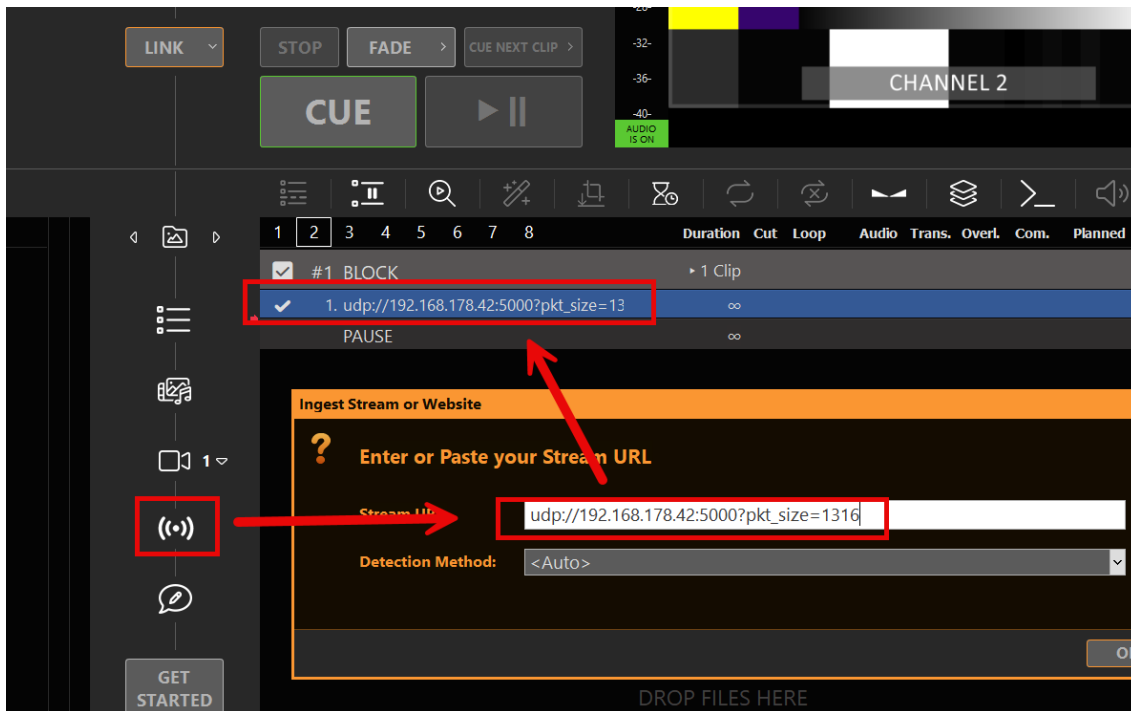 -28-
LINK
STOP
FADE
CUE NEXT CLIP
-32-
-36-
CHANNEL 2
CUE
-40-
AUDIO
IS ON
1 2 3 4 5 6 7 8 Duration Cut Loop Audio Trans. Overl. Com. Planned
#1 BLOCK 1 Clip
1. udp://192.168.178.42:5000?pkt_size=13 ∞
PAUSE ∞
Ingest Stream or Website
? Enter or Paste your Stream URL
1
Stream udp://192.168.178.42:5000?pkt_size=1316
Detection Method: <Auto>
GET
STARTED
DROP FILES HERE